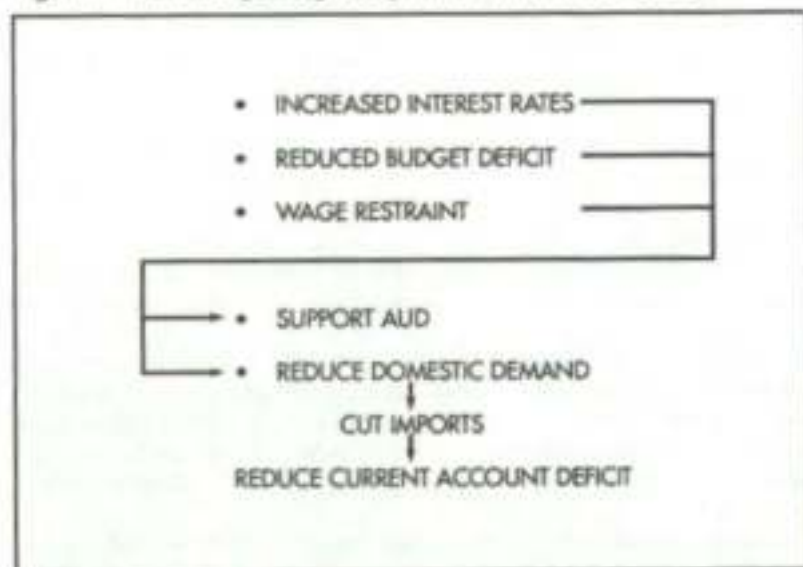 • INCREASED INTEREST RATES
• REDUCED BUDGET DEFICIT
• WAGE RESTRAINT
• SUPPORT AUD
• REDUCE DOMESTIC DEMAND
CUT IMPORTS
REDUCE CURRENT ACCOUNT DEFICIT